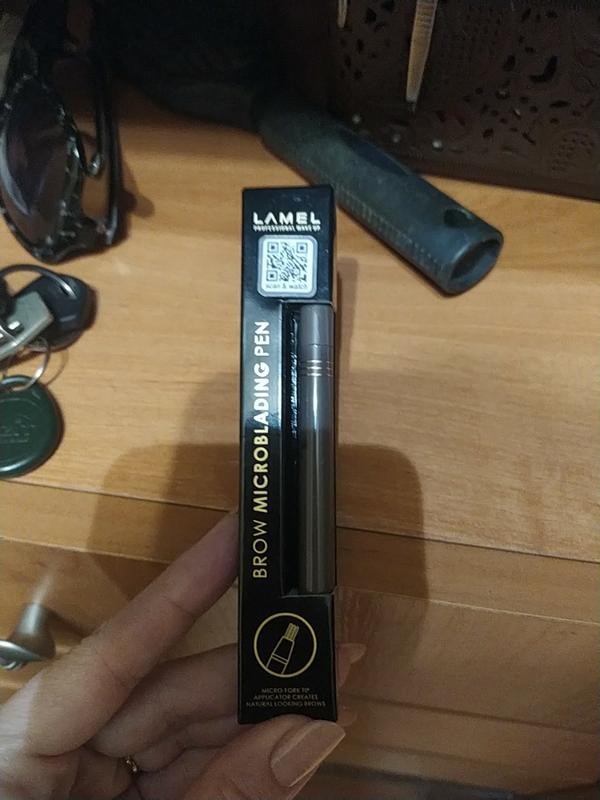 LAMEL
PROFESSIONAL MAKE UP
scan & watch
BROW MICROBLADING PEN
MICRO FORK TIP
APPLICATOR CREATES
NATURAL LOOKING BROWS